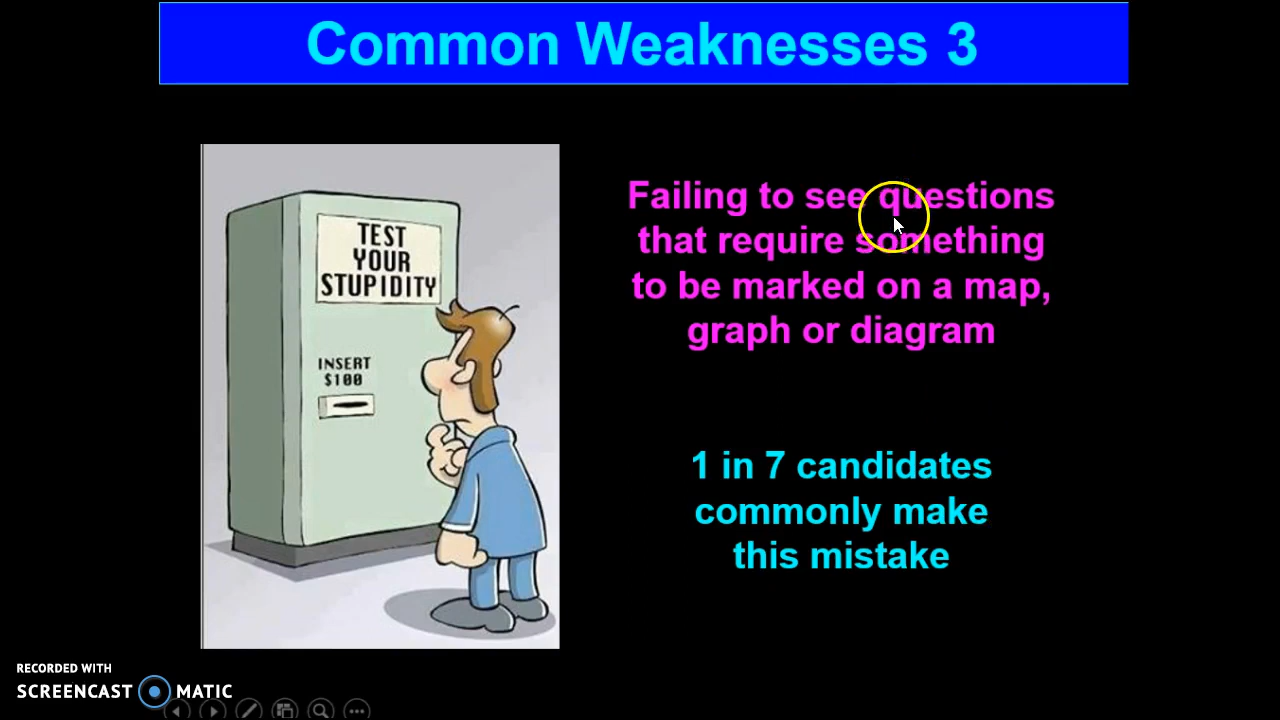 Common Weaknesses 3
TEST
YOUR
STUPIDITY
INSERT
$100
Failing to see questions
that require something
to be marked on a map,
graph or diagram
1 in 7 candidates
commonly make
this mistake
RECORDED WITH
SCREENCAST MATIC